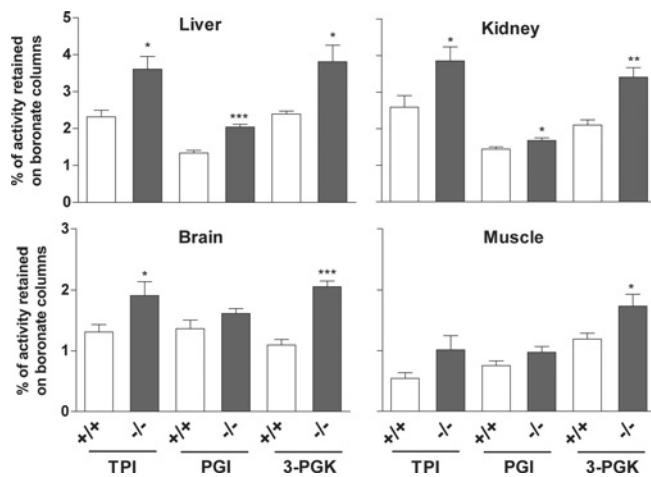 Liver
Kidney
% of activity retained
on boronate columns
5
4
3
2
1
0
*
***
*
*
*
**
Brain
Muscle
% of activity retained
on boronate columns
3
2
1
0
*
***
*
+/+ -/- +/+ -/- +/+ -/-
+/+ -/- +/+ -/- +/+ -/-
TPI PGI 3-PGK
TPI PGI 3-PGK